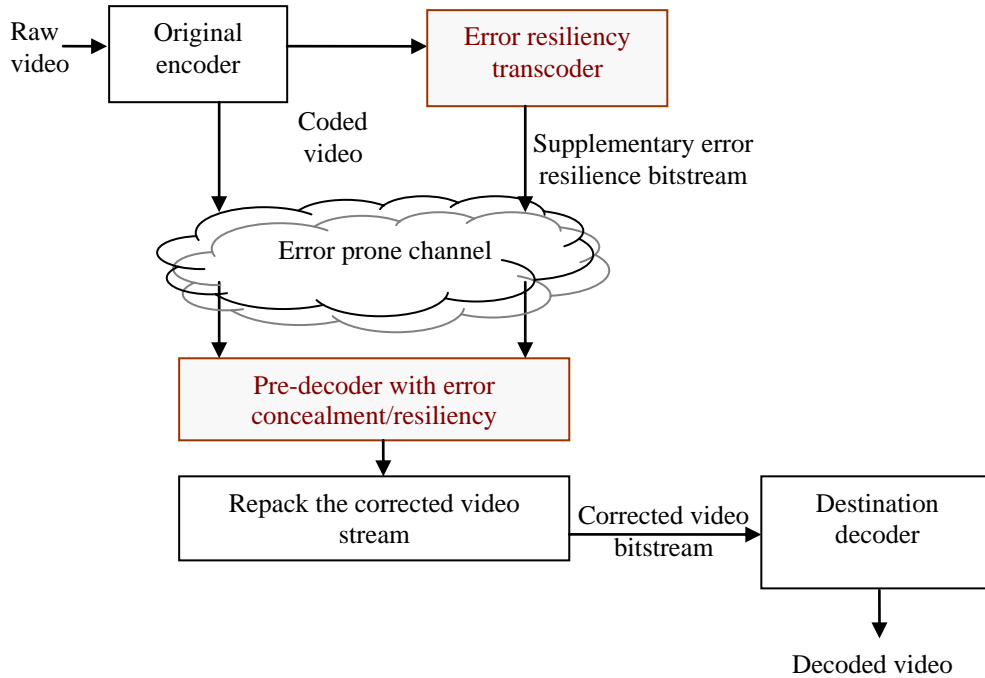 Raw
video
Original
encoder
Error resiliency
transcoder
Coded
video
Supplementary error
resilience bitstream
Error prone channel
Pre-decoder with error
concealment/resiliency
Repack the corrected video
stream
Corrected video
bitstream
Destination
decoder
Decoded video